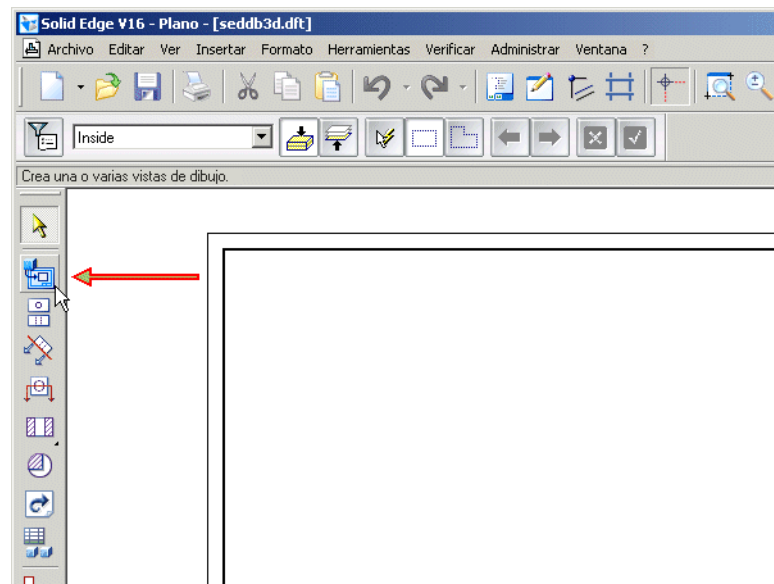 Solid Edge V16 - Plano - [seddb3d.dft]
Archivo Editar Ver Insertar Formato Herramientas Verificar Administrar Ventana ?
Inside
Crea una o varias vistas de dibujo.